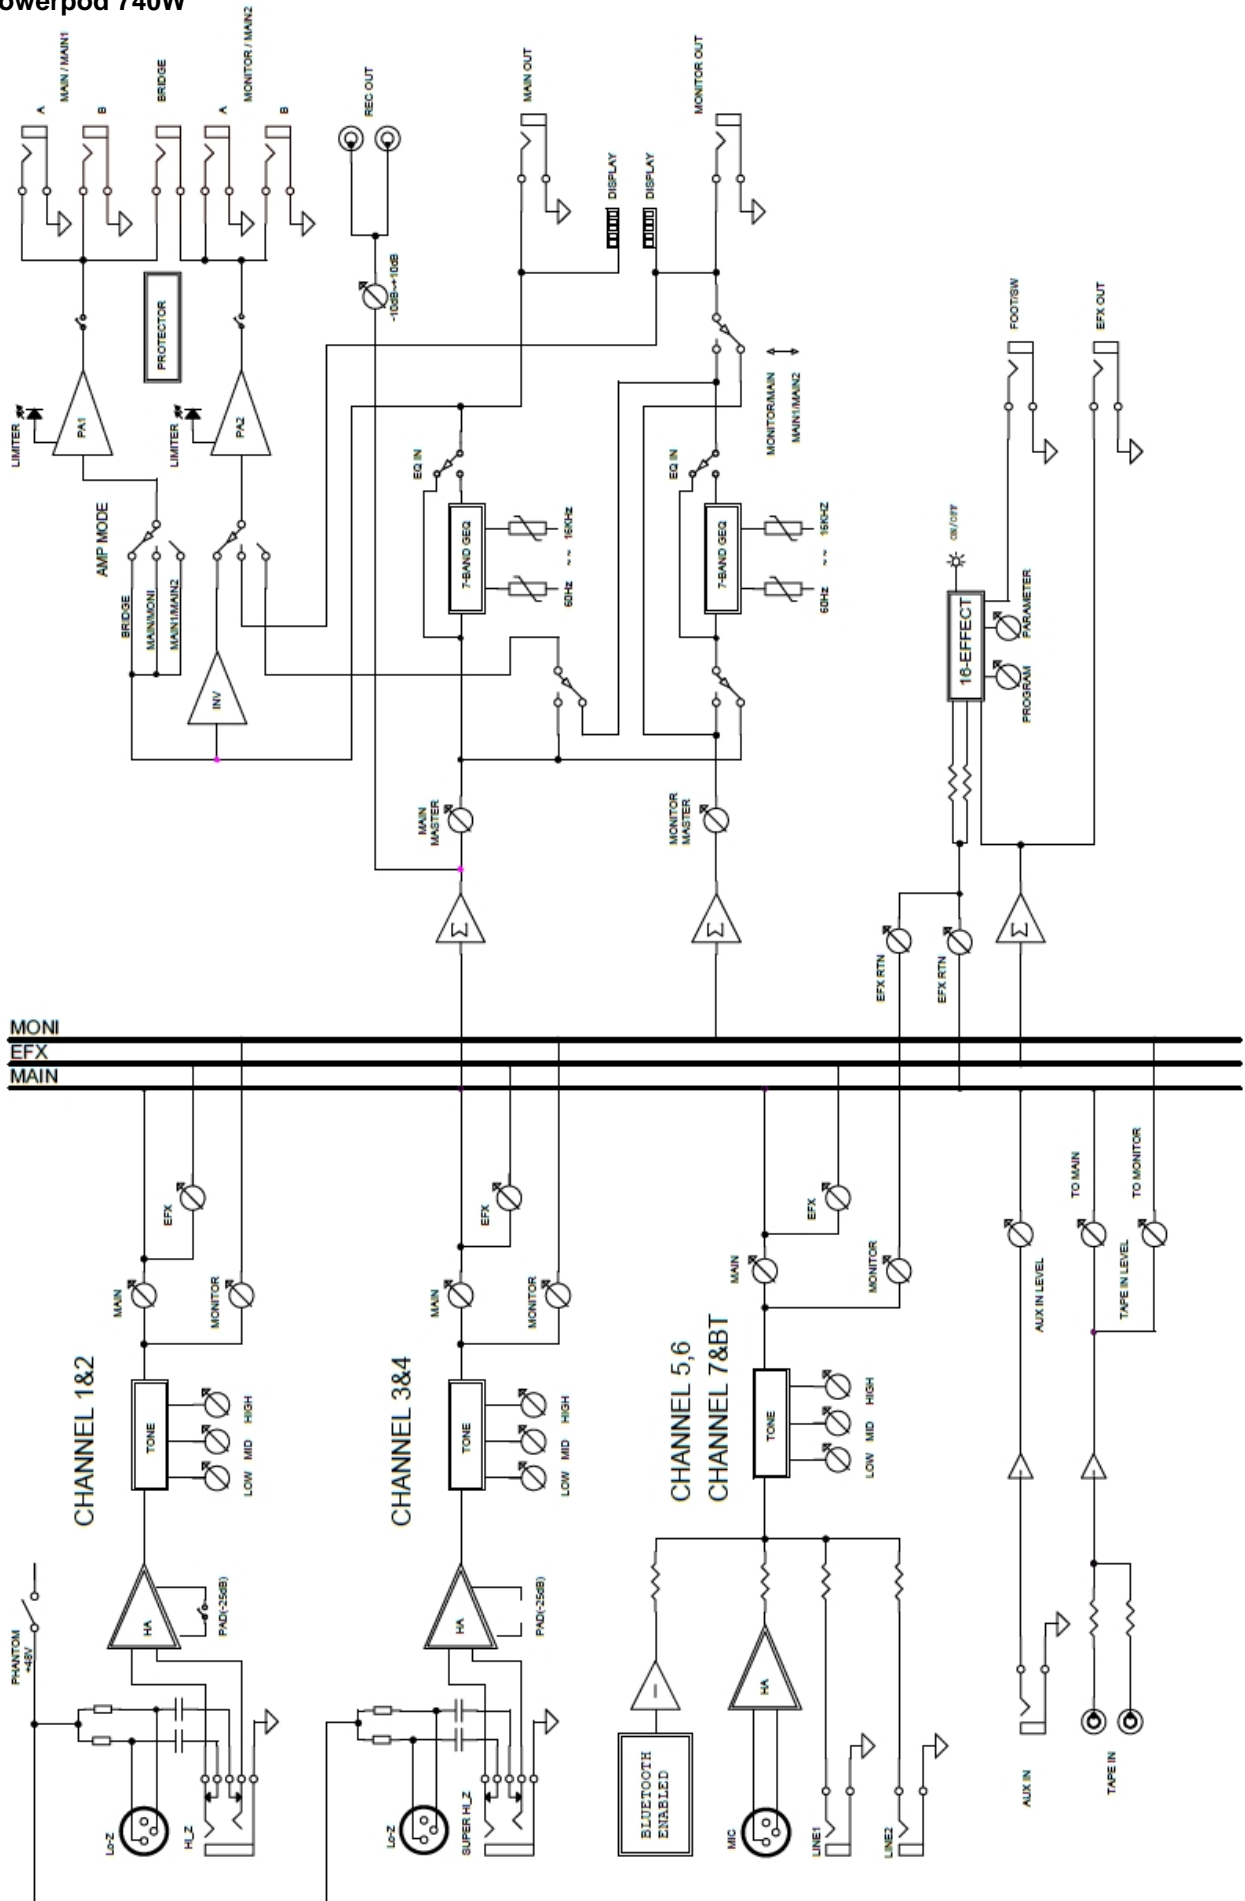 Powerpod 740W
A
MAIN / MAIN1
B
BRIDGE
A
MONITOR / MAIN2
B
REC OUT
MAIN OUT
MONITOR OUT
DISPLAY
DISPLAY
-10dB~+10dB
PROTECTOR
LIMITER
PA1
LIMITER
PA2
AMP MODE
BRIDGE
MAIN/MONI
MAIN1/MAIN2
INV
EQ IN
7-BAND GEQ
60Hz ~~ 16KHz
EQ IN
7-BAND GEQ
60Hz ~~ 16KHZ
MONITOR/MAIN
MAIN1/MAIN2
FOOT/SW
EFX OUT
ON/OFF
16-EFFECT
PROGRAM
PARAMETER
MAIN
MASTER
MONITOR
MASTER
Σ
Σ
Σ
EFX RTN
EFX RTN
MONI
EFX
MAIN
EFX
MAIN
MONITOR
EFX
MAIN
MONITOR
EFX
MAIN
MONITOR
AUX IN LEVEL
TO MAIN
TAPE IN LEVEL
TO MONITOR
CHANNEL 1&2
TONE
LOW MID HIGH
CHANNEL 3&4
TONE
LOW MID HIGH
CHANNEL 5,6
CHANNEL 7&BT
TONE
LOW MID HIGH
PHANTOM
+48V
HA
PAD(-25dB)
HA
PAD(-25dB)
HA
Lo-Z
HI_Z
Lo-Z
SUPER HI_Z
BLUETOOTH
ENABLED
MIC
LINE1
LINE2
AUX IN
TAPE IN